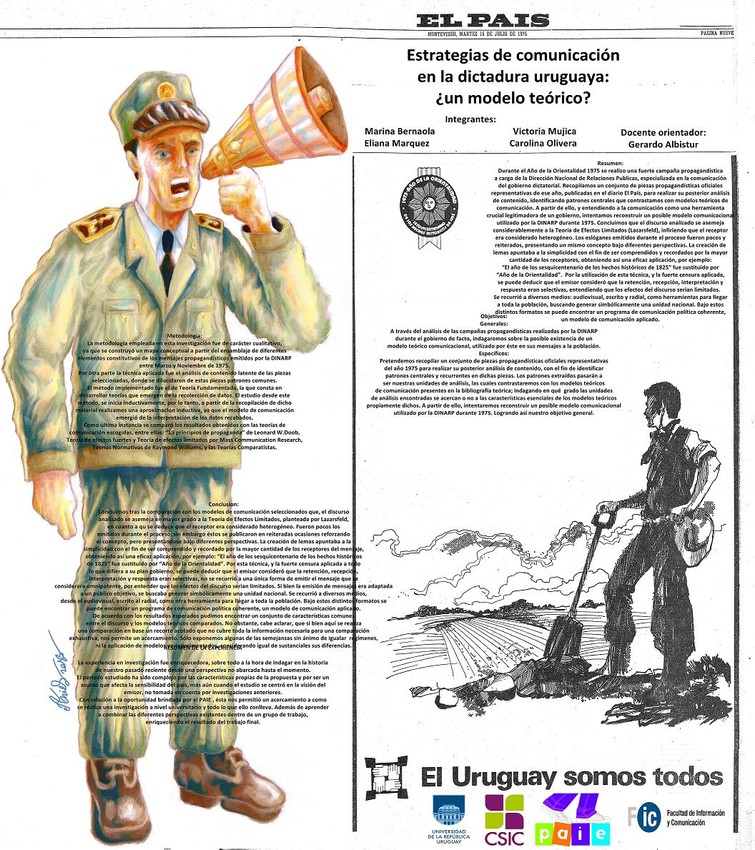 EL PAIS
MONTEVIDEO, MARTES 15 DE JULIO DE 1975
PAGINA NUEVE
Estrategias de comunicación
en la dictadura uruguaya:
¿un modelo teórico?
Integrantes:
Marina Bernaola
Eliana Marquez
Victoria Mujica
Carolina Olivera
Docente orientador:
Gerardo Albistur
Resumen:
Durante el Año de la Orientalidad 1975 se realizo una fuerte campaña propagandística
a cargo de la Dirección Nacional de Relaciones Publicas, especializada en la comunicación
del gobierno dictatorial. Recopilamos un conjunto de piezas propagandísticas oficiales
representativas de ese año, publicadas en el diario El País, para realizar su posterior análisis
de contenido, identificando patrones centrales que contrastamos con modelos teóricos de
comunicación. A partir de ello, y entendiendo a la comunicación como una herramienta
crucial legitimadora de un gobierno, intentamos reconstruir un posible modelo comunicacional
utilizado por la DINARP durante 1975. Concluimos que el discurso analizado se asemeja
considerablemente a la Teoría de Efectos Limitados (Lazarsfeld), infiriendo que el receptor
era considerado heterogéneo. Los eslóganes emitidos durante el proceso fueron pocos y
reiterados, presentando un mismo concepto bajo diferentes perspectivas. La creación de
lemas apuntaba a la simplicidad con el fin de ser comprendidos y recordados por la mayor
cantidad de los receptores, obteniendo así una eficaz aplicación, por ejemplo:
"El año de los sesquicentenario de los hechos históricos de 1825" fue sustituido por
"Año de la Orientalidad". Por la utilización de esta técnica, y la fuerte censura aplicada,
se puede deducir que el emisor consideró que la retención, recepción, interpretación y
respuesta eran selectivas, entendiendo que los efectos del discurso serían limitados.
Se recurrió a diversos medios: audiovisual, escrito y radial, como herramientas para llegar
a toda la población, buscando generar simbólicamente una unidad nacional. Bajo estos
distintos formatos se puede encontrar un programa de comunicación política coherente,
un modelo de comunicación aplicado.
Objetivos:
Generales:
A través del análisis de las campañas propagandísticas realizadas por la DINARP
durante el gobierno de facto, indagaremos sobre la posible existencia de un
modelo teórico comunicacional, utilizado por éste en sus mensajes a la población.
Específicos:
Pretendemos recopilar un conjunto de piezas propagandísticas oficiales representativas
del año 1975 para realizar su posterior análisis de contenido, con el fin de identificar
patrones centrales y recurrentes en dichas piezas. Los patrones extraídos pasarán a
ser nuestras unidades de análisis, las cuales contrastaremos con los modelos teóricos
de comunicación presentes en la bibliografía teórica; indagando en qué grado las unidades
de análisis encontradas se acercan o no a las características esenciales de los modelos teóricos
propiamente dichos. A partir de ello, intentaremos reconstruir un posible modelo comunicacional
utilizado por la DINARP durante 1975. Logrando así nuestro objetivo general.
Metodología:
La metodología empleada en esta investigación fue de carácter cualitativo,
ya que se construyó un mapa conceptual a partir del ensamblaje de diferentes
elementos constitutivos de los mensajes propagandísticos emitidos por la DINARP
entre Marzo y Noviembre de 1975.
Por otra parte la técnica aplicada fue el análisis de contenido latente de las piezas
seleccionadas, donde se dilucidaron de estas piezas patrones comunes.
El método implementado fue el de Teoría Fundamentada, la que consta en
desarrollar teorías que emergen de la recolección de datos. El estudio desde este
método, se inicia inductivamente, por lo tanto, a partir de la recopilación de dicho
material realizamos una aproximación inductiva, ya que el modelo de comunicación
emergió de la interpretación de los datos recabados.
Como última instancia se comparó los resultados obtenidos con las teorías de
comunicación escogidas, entre ellas: "15 principios de propaganda" de Leonard W.Doob,
Teoría de efectos fuertes y Teoría de efectos limitados por Mass Communication Research,
Teorías Normativas de Raymond Williams, y las Teorías Comparatistas.
Conclusion:
Concluimos tras la comparación con los modelos de comunicación seleccionados que, el discurso
analizado se asemeja en mayor grado a la Teoría de Efectos Limitados, planteada por Lazarsfeld,
en cuanto a que se deduce que el receptor era considerado heterogéneo. Fueron pocos los
emitidos durante el proceso, sin embargo éstos se publicaron en reiteradas ocasiones reforzando
el concepto, pero presentándose bajo diferentes perspectivas. La creación de lemas apuntaba a la
simplicidad con el fin de ser comprendido y recordado por la mayor cantidad de receptores del mensaje,
obteniendo así una eficaz aplicación, por ejemplo: "El año de los sesquicentenario de los hechos históricos
de 1825" fue sustituido por "Año de la Orientalidad". Por esta técnica, y la fuerte censura aplicada a todo
lo que difiera a su plan gobierno, se puede deducir que el emisor consideró que la retención, recepción,
interpretación y respuesta eran selectivas, no se recurrió a una única forma de emitir el mensaje que se
considerara omnipotente, por entender que los efectos del discurso serían limitados. Si bien la emisión de mensajes era adaptada
a un público objetivo, se buscaba generar simbólicamente una unidad nacional. Se recurrió a diversos medios,
desde el audiovisual, escrito al radial, como otra herramienta para llegar a toda la población. Bajo estos distintos formatos se
puede encontrar un programa de comunicación política coherente, un modelo de comunicación aplicado.
De acuerdo con los resultados esperados pudimos encontrar un conjunto de características comunes
entre el discurso y los modelos teóricos comparados. No obstante, cabe aclarar, que si bien aquí se realiza
una comparación en base un recorte acotado que no cubre toda la información necesaria para una comparación
exhaustiva, nos permite un acercamiento. Sólo exponemos algunas de las semejanzas sin ánimo de igualar regímenes,
ni la aplicación de modelos igual de sustanciales sus diferencias.
RESUMEN DE LA EXPERIENCIA
La experiencia en investigación fue enriquecedora, sobre todo a la hora de indagar en la historia
de nuestro pasado reciente desde una perspectiva no abarcada hasta el momento.
El período estudiado ha sido complejo por las características propias de la propuesta y por ser un
asunto que afecta la sensibilidad del país, más aún cuando el estudio se centró en la visión del
emisor, no tomada en cuenta por investigaciones anteriores.
Con relación a la oportunidad brindada por el PAIE, ésta nos permitió un acercamiento a como
se realiza una investigación a nivel universitario y todo lo que ello conlleva. Además de aprender
a combinar las diferentes perspectivas existentes dentro de un grupo de trabajo,
enriqueciendo el resultado del trabajo final.
El Uruguay somos todos
UNIVERSIDAD
DE LA REPÚBLICA
URUGUAY
CSIC
paie
Fic
Facultad de Información
y Comunicación